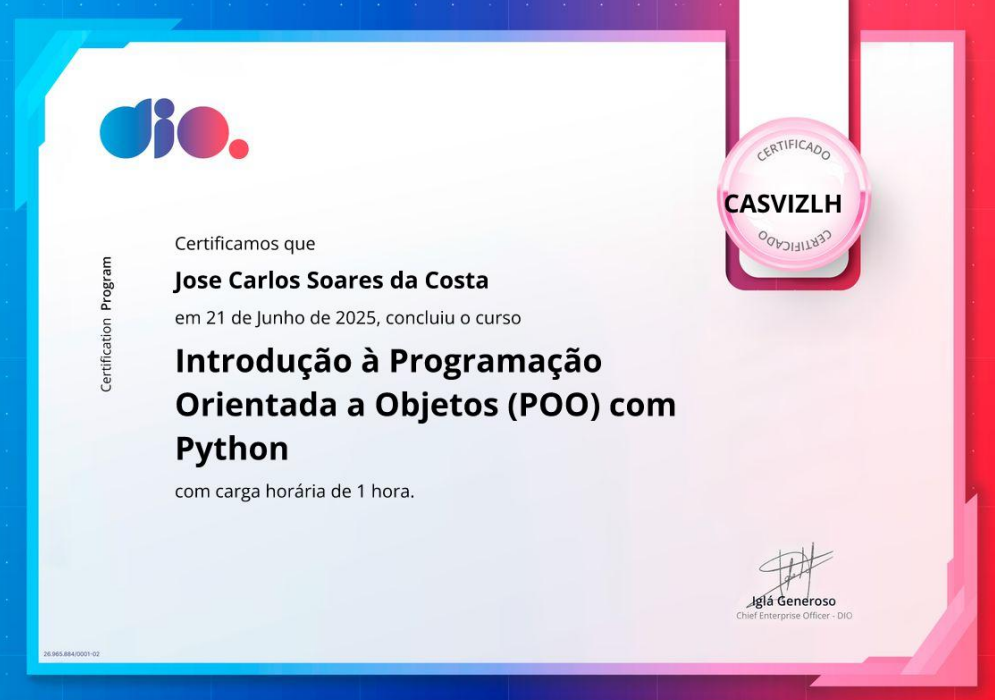 dio.
CERTIFICADO
CASVIZLH
CERTIFICADO
Certification Program
Certificamos que
Jose Carlos Soares da Costa
em 21 de Junho de 2025, concluiu o curso
Introdução à Programação
Orientada a Objetos (POO) com
Python
com carga horária de 1 hora.
Iglá Generoso
Chief Enterprise Officer - DIO
26.965.884/0001-02